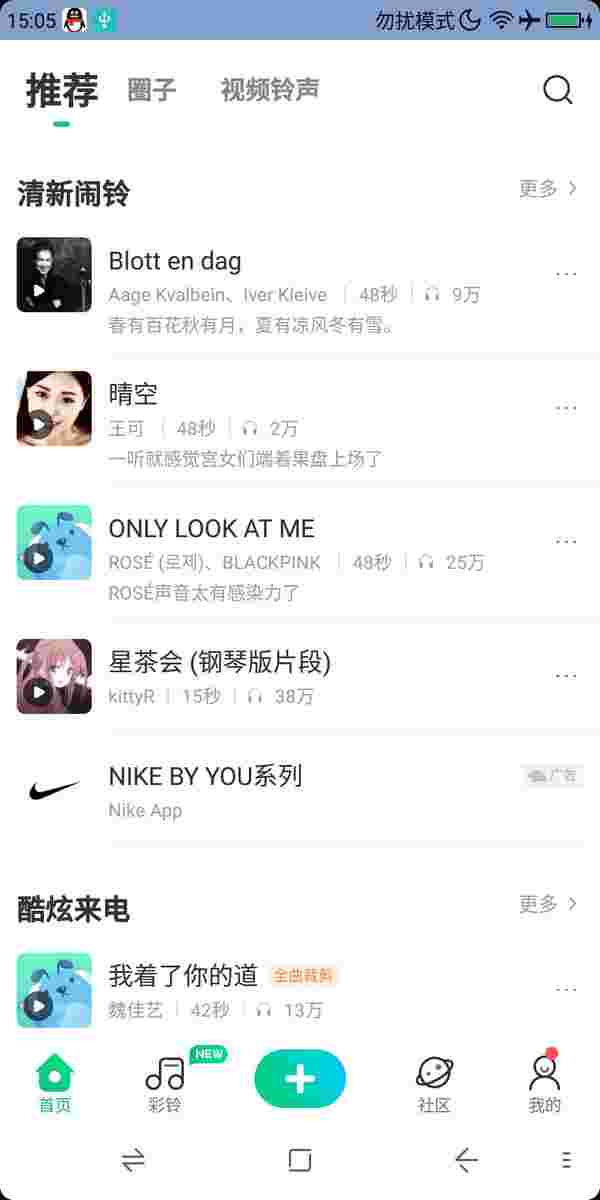 15:05 勿扰模式
推荐 圈子 视频铃声
清新闹铃 更多
Blott en dag
Aage Kvalbein、Iver Kleive 48秒 9万
春有百花秋有月，夏有凉风冬有雪。
晴空
王可 48秒 2万
一听就感觉宫女们端着果盘上场了
ONLY LOOK AT ME
ROSÉ (로제)、BLACKPINK 48秒 25万
ROSÉ声音太有感染力了
星茶会 (钢琴版片段)
kittyR 15秒 38万
NIKE BY YOU系列 广告
Nike App
酷炫来电 更多
我着了你的道 全曲裁剪
魏佳艺 42秒 13万
NEW
首页 彩铃 社区 我的